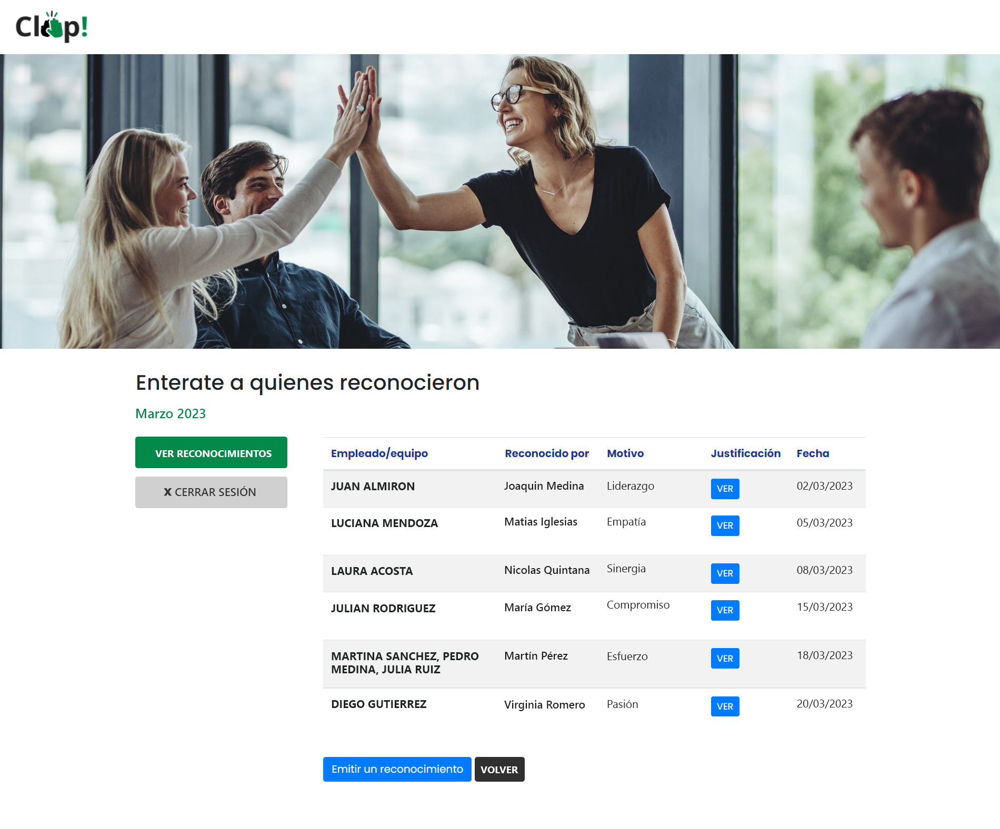 Clap!
Enterate a quienes reconocieron
Marzo 2023
VER RECONOCIMIENTOS
X CERRAR SESIÓN
Empleado/equipo Reconocido por Motivo Justificación Fecha
JUAN ALMIRON Joaquin Medina Liderazgo VER 02/03/2023
LUCIANA MENDOZA Matias Iglesias Empatía VER 05/03/2023
LAURA ACOSTA Nicolas Quintana Sinergia VER 08/03/2023
JULIAN RODRIGUEZ María Gómez Compromiso VER 15/03/2023
MARTINA SANCHEZ, PEDRO Martín Pérez Esfuerzo VER 18/03/2023
MEDINA, JULIA RUIZ
DIEGO GUTIERREZ Virginia Romero Pasión VER 20/03/2023
Emitir un reconocimiento VOLVER